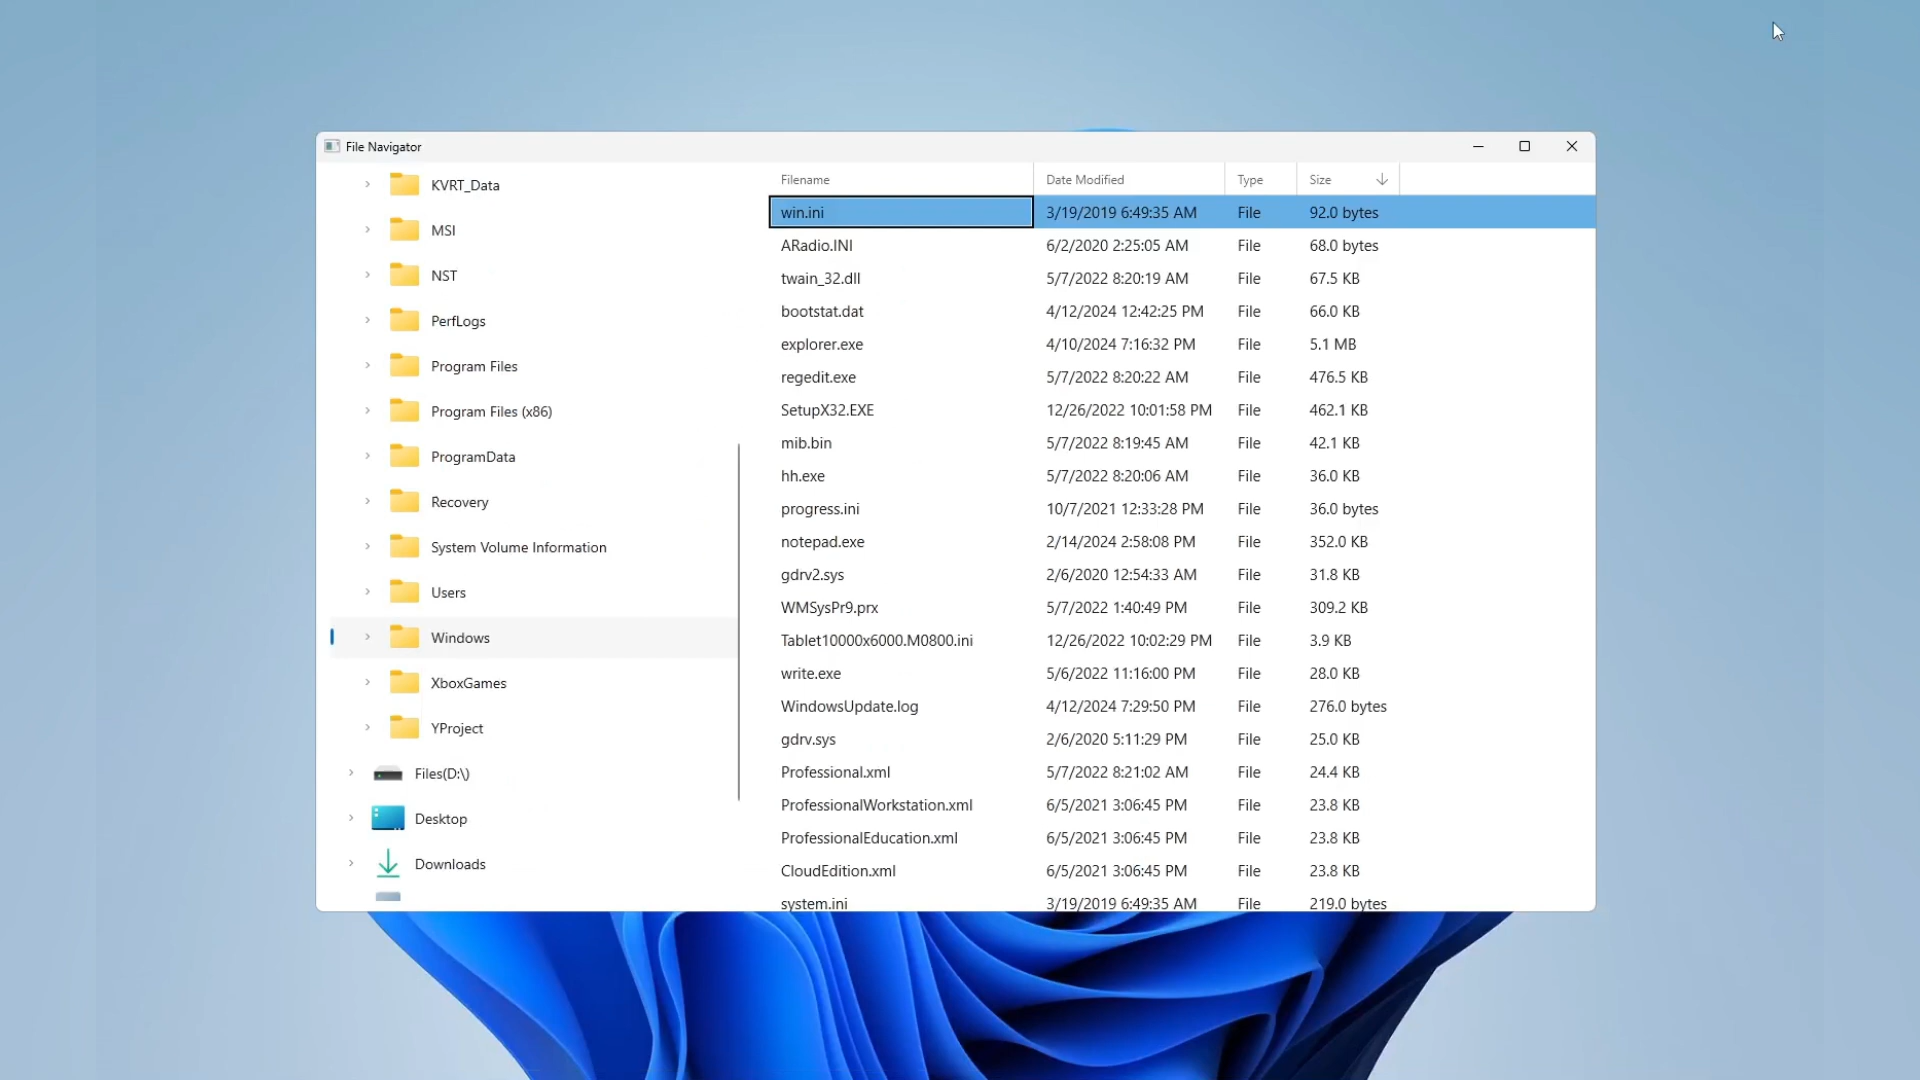 File Navigator
KVRT_Data
MSI
NST
PerfLogs
Program Files
Program Files (x86)
ProgramData
Recovery
System Volume Information
Users
Windows
XboxGames
YProject
Files(D:\)
Desktop
Downloads
Filename Date Modified Type Size
win.ini 3/19/2019 6:49:35 AM File 92.0 bytes
ARadio.INI 6/2/2020 2:25:05 AM File 68.0 bytes
twain_32.dll 5/7/2022 8:20:19 AM File 67.5 KB
bootstat.dat 4/12/2024 12:42:25 PM File 66.0 KB
explorer.exe 4/10/2024 7:16:32 PM File 5.1 MB
regedit.exe 5/7/2022 8:20:22 AM File 476.5 KB
SetupX32.EXE 12/26/2022 10:01:58 PM File 462.1 KB
mib.bin 5/7/2022 8:19:45 AM File 42.1 KB
hh.exe 5/7/2022 8:20:06 AM File 36.0 KB
progress.ini 10/7/2021 12:33:28 PM File 36.0 bytes
notepad.exe 2/14/2024 2:58:08 PM File 352.0 KB
gdrv2.sys 2/6/2020 12:54:33 AM File 31.8 KB
WMSysPr9.prx 5/7/2022 1:40:49 PM File 309.2 KB
Tablet10000x6000.M0800.ini 12/26/2022 10:02:29 PM File 3.9 KB
write.exe 5/6/2022 11:16:00 PM File 28.0 KB
WindowsUpdate.log 4/12/2024 7:29:50 PM File 276.0 bytes
gdrv.sys 2/6/2020 5:11:29 PM File 25.0 KB
Professional.xml 5/7/2022 8:21:02 AM File 24.4 KB
ProfessionalWorkstation.xml 6/5/2021 3:06:45 PM File 23.8 KB
ProfessionalEducation.xml 6/5/2021 3:06:45 PM File 23.8 KB
CloudEdition.xml 6/5/2021 3:06:45 PM File 23.8 KB
system.ini 3/19/2019 6:49:35 AM File 219.0 bytes